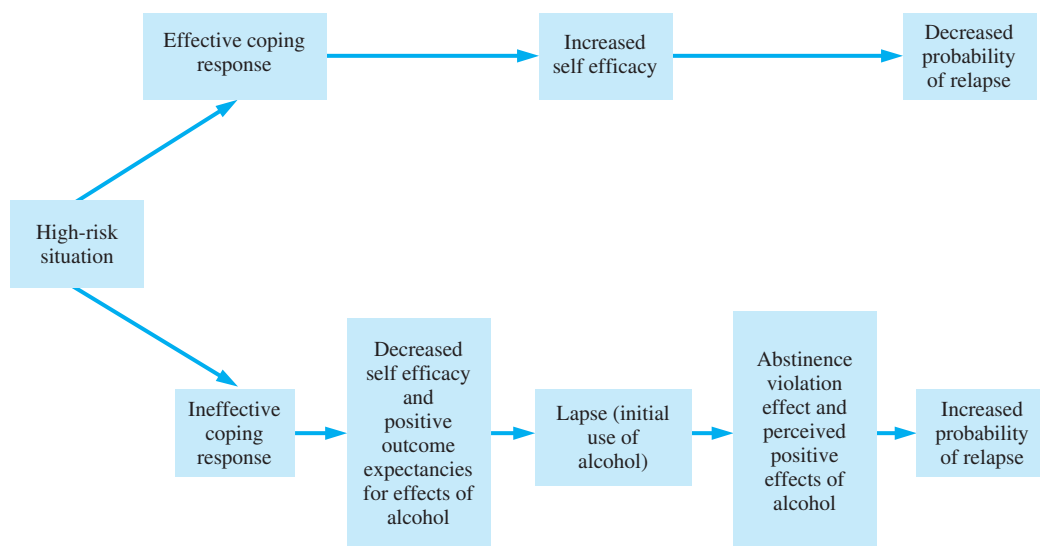 Effective coping
response
Increased
self efficacy
Decreased
probability
of relapse
High-risk
situation
Ineffective
coping
response
Decreased
self efficacy
and
positive
outcome
expectancies
for effects of
alcohol
Lapse (initial
use of
alcohol)
Abstinence
violation
effect and
perceived
positive
effects of
alcohol
Increased
probability
of relapse